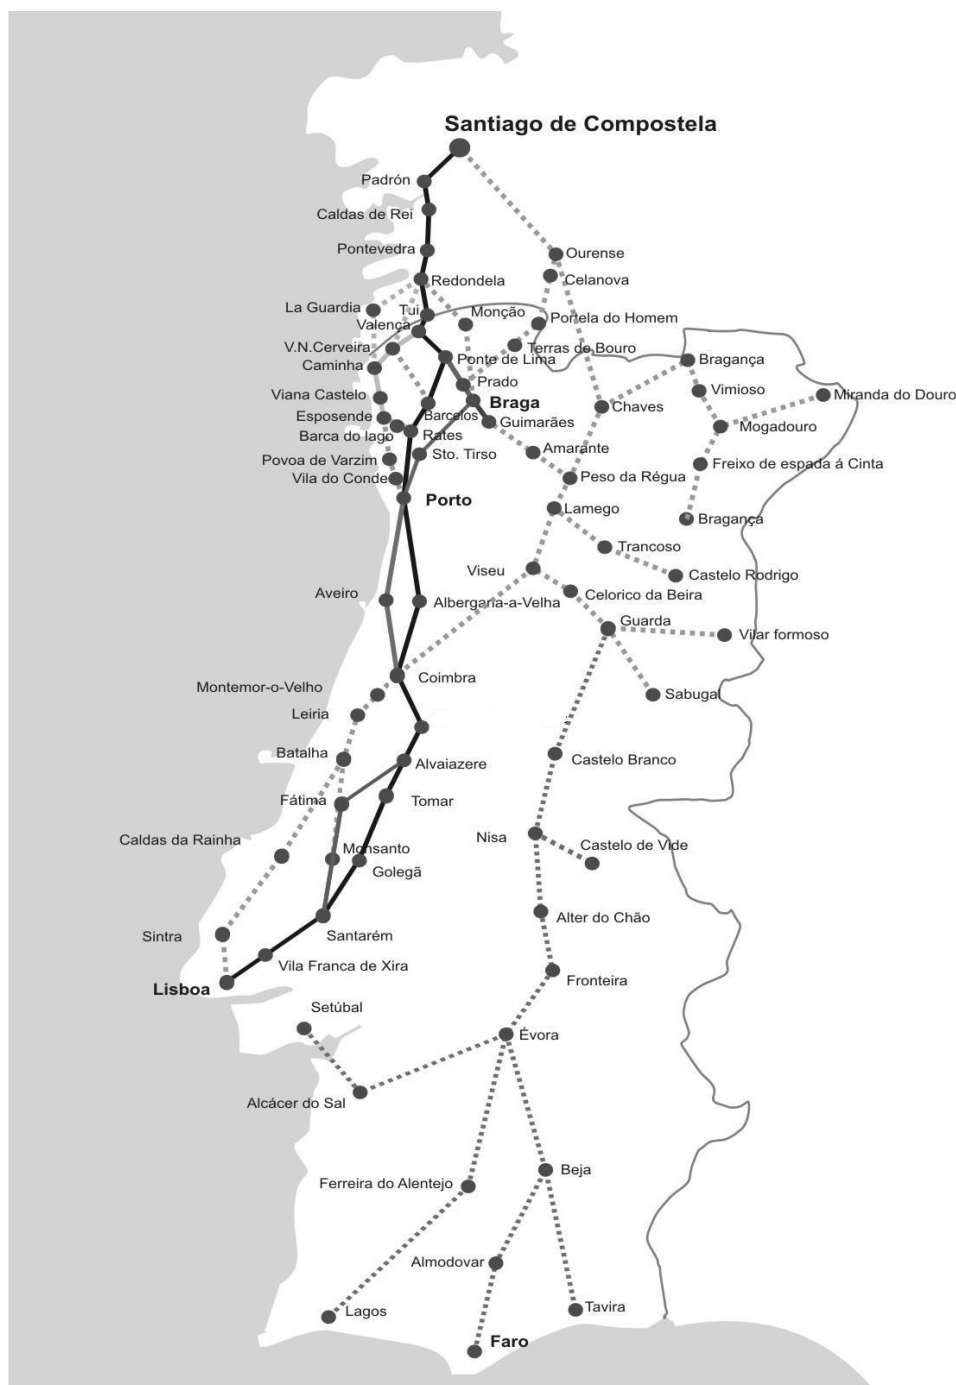 Santiago de Compostela
Padrón
Caldas de Rei
Pontevedra
Ourense
Redondela
Celanova
La Guardia
Tui
Monção
Portela do Homem
Valença
V.N.Cerveira
Terras de Bouro
Ponte de Lima
Bragança
Caminha
Prado
Vimioso
Viana Castelo
Braga
Miranda do Douro
Chaves
Esposende
Barcelos
Guimarães
Mogadouro
Barca do lago
Rates
Amarante
Povoa de Varzim
Sto. Tirso
Freixo de espada á Cinta
Vila do Conde
Peso da Régua
Porto
Lamego
Bragança
Trancoso
Viseu
Castelo Rodrigo
Aveiro
Albergaria-a-Velha
Celorico da Beira
Guarda
Vilar formoso
Coimbra
Montemor-o-Velho
Sabugal
Leiria
Batalha
Alvaiazere
Castelo Branco
Fátima
Tomar
Caldas da Rainha
Nisa
Castelo de Vide
Monsanto
Golegã
Alter do Chão
Sintra
Santarém
Vila Franca de Xira
Fronteira
Lisboa
Setúbal
Évora
Alcácer do Sal
Beja
Ferreira do Alentejo
Almodovar
Lagos
Tavira
Faro